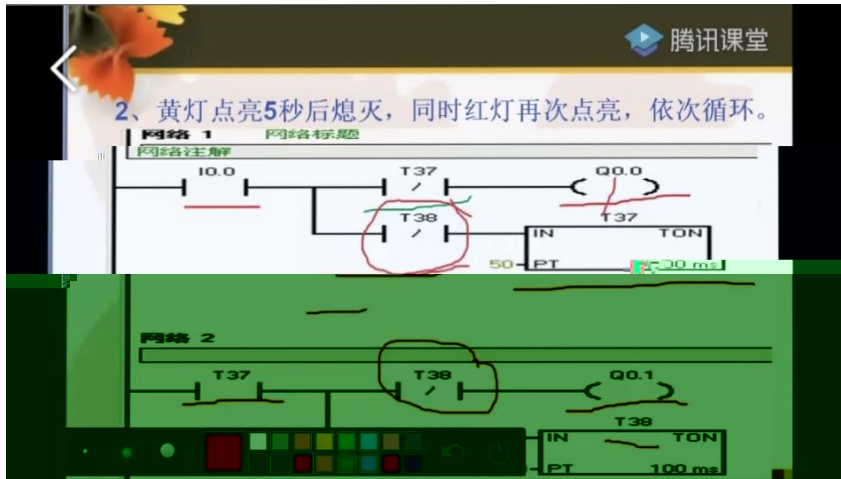 腾讯课堂
2、黄灯点亮5秒后熄灭，同时红灯再次点亮，依次循环。
网络 1 网络标题
网络注解
I0.0 T37 Q0.0
T38 T37
IN TON
50 PT 100 ms
网络 2
T37 T38 Q0.1
T38
IN TON
PT 100 ms